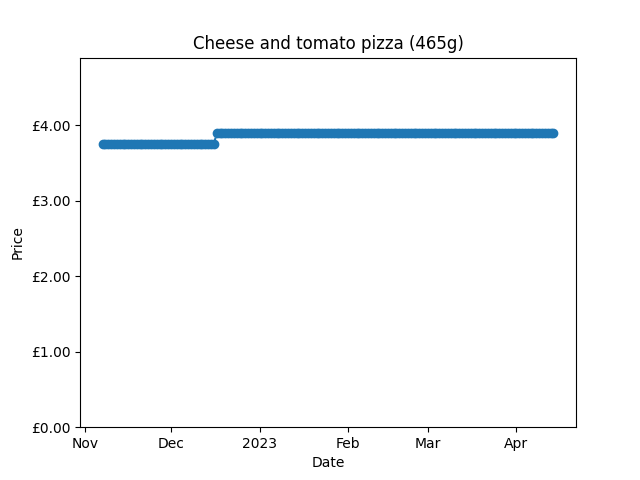 Cheese and tomato pizza (465g)
£4.00
£3.00
£2.00
£1.00
£0.00
Price
Nov Dec 2023 Feb Mar Apr
Date